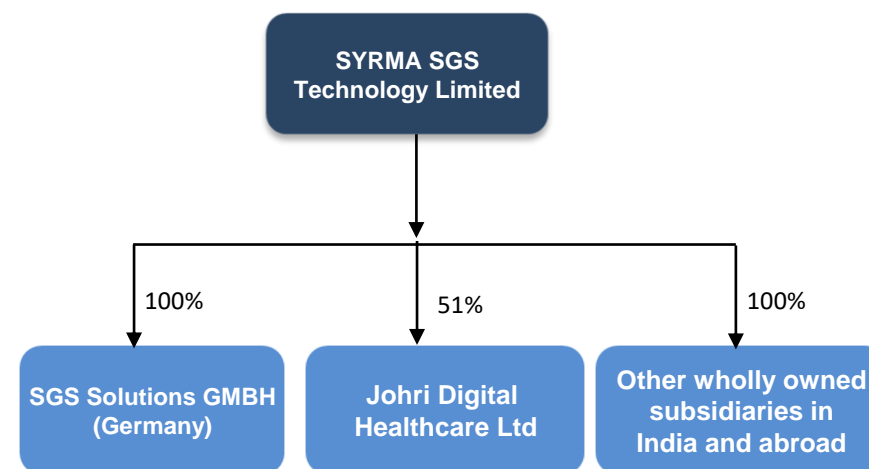 SYRMA SGS
Technology Limited
100%
51%
100%
SGS Solutions GMBH
(Germany)
Johri Digital
Healthcare Ltd
Other wholly owned
subsidiaries in
India and abroad